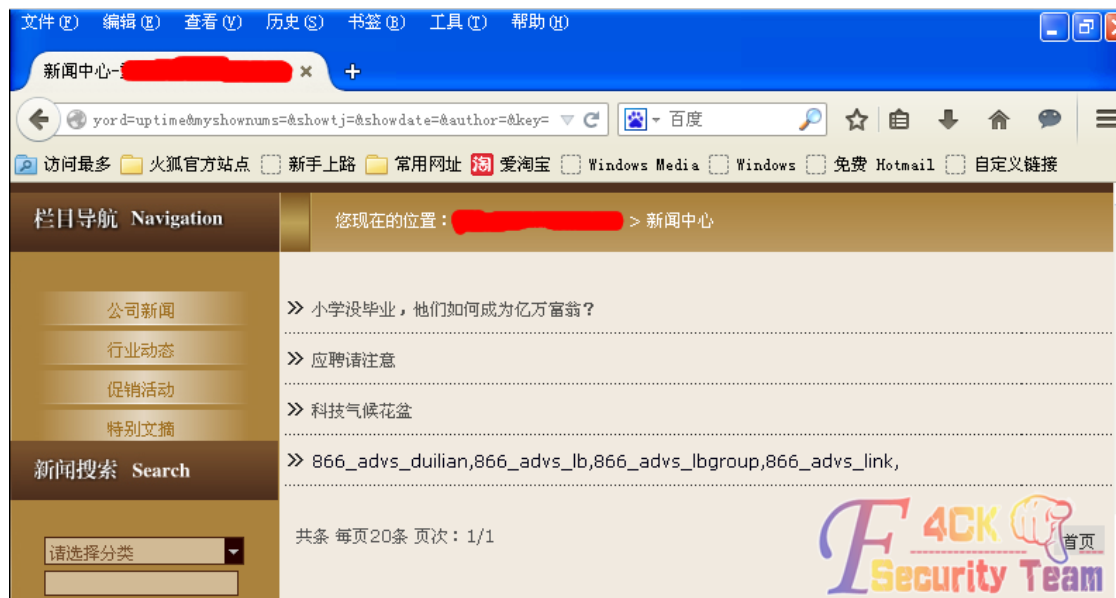 文件(F) 编辑(E) 查看(V) 历史(S) 书签(B) 工具(T) 帮助(H)
新闻中心-
yord=uptime&myshownums=&showtj=&showdate=&author=&key=
百度
访问最多 火狐官方站点 新手上路 常用网址 淘 爱淘宝 Windows Media Windows 免费 Hotmail 自定义链接
栏目导航 Navigation
您现在的位置: > 新闻中心
公司新闻
行业动态
促销活动
特别文摘
新闻搜索 Search
请选择分类
小学没毕业，他们如何成为亿万富翁？
应聘请注意
科技气候花盆
866_advs_duilian,866_advs_lb,866_advs_lbgroup,866_advs_link,
共条 每页20条 页次：1/1
首页
F4CK
Security Team